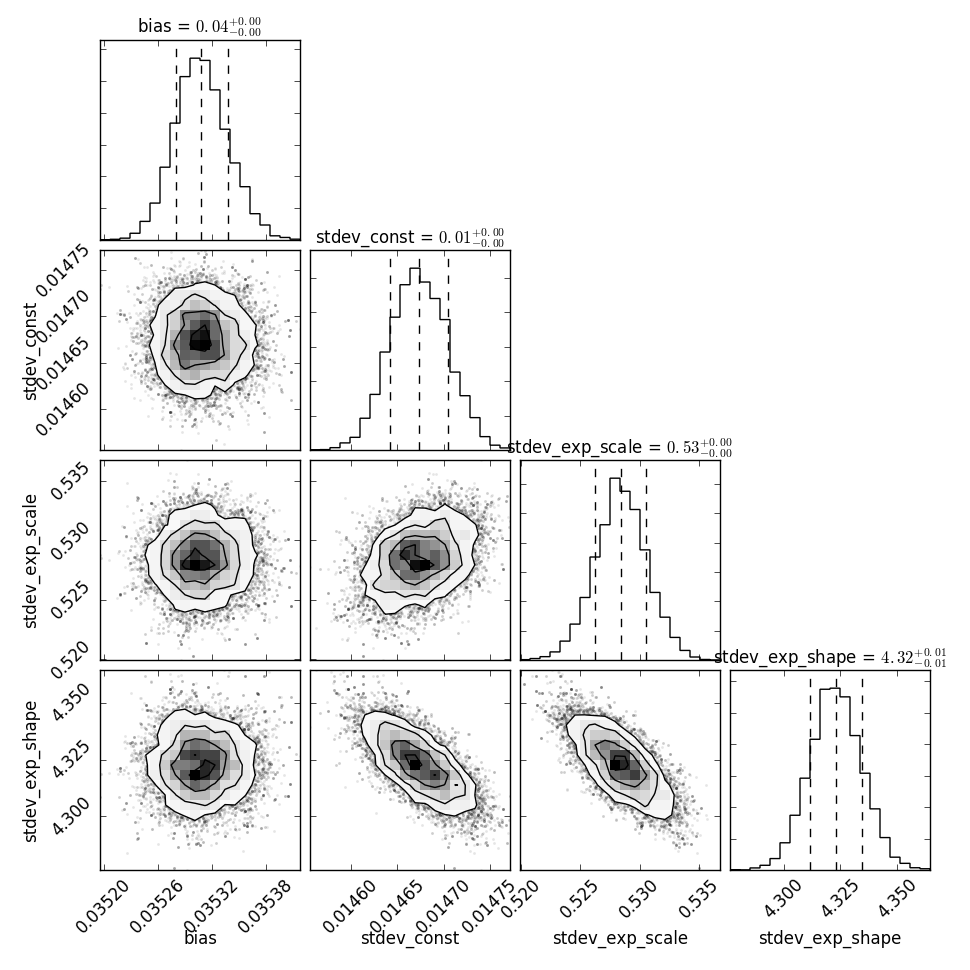 bias = 0.04+0.00−0.00
stdev_const = 0.01+0.00−0.00
stdev_exp_scale = 0.53+0.00−0.00
stdev_exp_shape = 4.32+0.01−0.01
stdev_const
0.01475
0.01470
0.01465
0.01460
stdev_exp_scale
0.535
0.530
0.525
0.520
stdev_exp_shape
4.350
4.325
4.300
0.03520
0.03526
0.03532
0.03538
0.01460
0.01465
0.01470
0.01475
0.520
0.525
0.530
0.535
4.300
4.325
4.350
bias
stdev_const
stdev_exp_scale
stdev_exp_shape